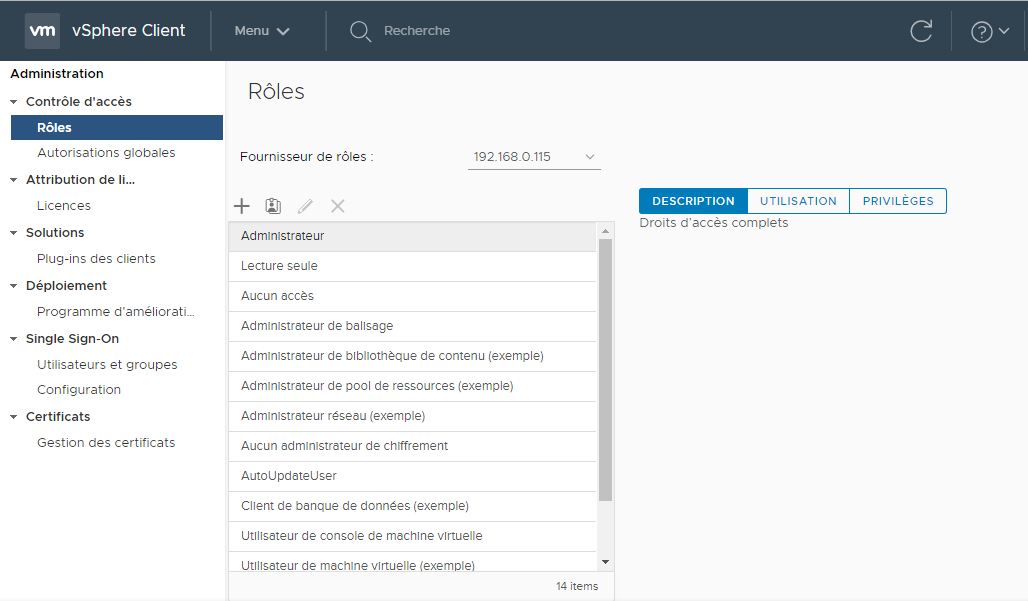 vm vSphere Client Menu Recherche ?
Administration
Contrôle d'accès
Rôles
Autorisations globales
Attribution de li...
Licences
Solutions
Plug-ins des clients
Déploiement
Programme d'améliorati...
Single Sign-On
Utilisateurs et groupes
Configuration
Certificats
Gestion des certificats
Rôles
Fournisseur de rôles : 192.168.0.115
Administrateur
Lecture seule
Aucun accès
Administrateur de balisage
Administrateur de bibliothèque de contenu (exemple)
Administrateur de pool de ressources (exemple)
Administrateur réseau (exemple)
Aucun administrateur de chiffrement
AutoUpdateUser
Client de banque de données (exemple)
Utilisateur de console de machine virtuelle
Utilisateur de machine virtuelle (exemple)
14 items
DESCRIPTION UTILISATION PRIVILÈGES
Droits d'accès complets